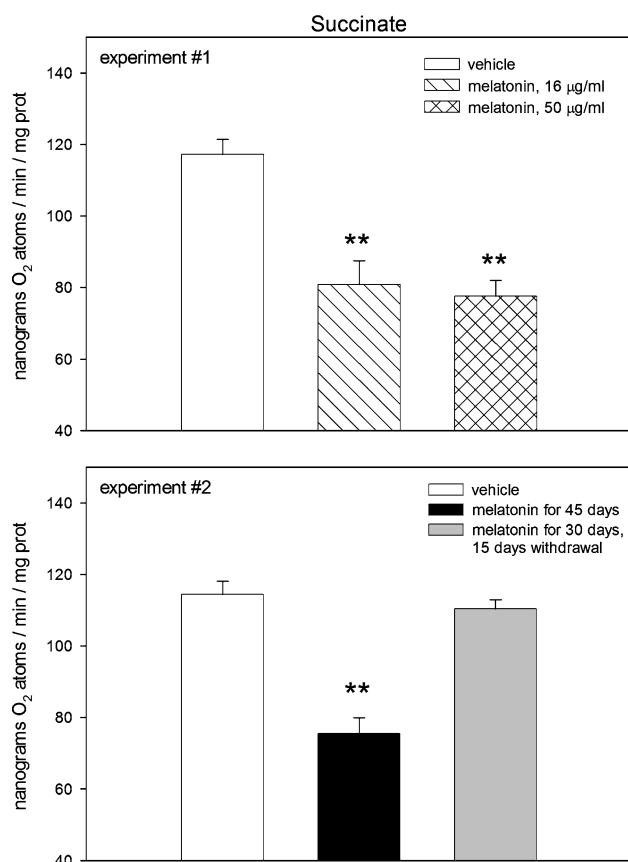 Succinate
experiment #1
vehicle
melatonin, 16 μg/ml
melatonin, 50 μg/ml
nanograms O₂ atoms / min / mg prot
140
120
100
80
60
40
**
**
experiment #2
vehicle
melatonin for 45 days
melatonin for 30 days,
15 days withdrawal
nanograms O₂ atoms / min / mg prot
140
120
100
80
60
40
**